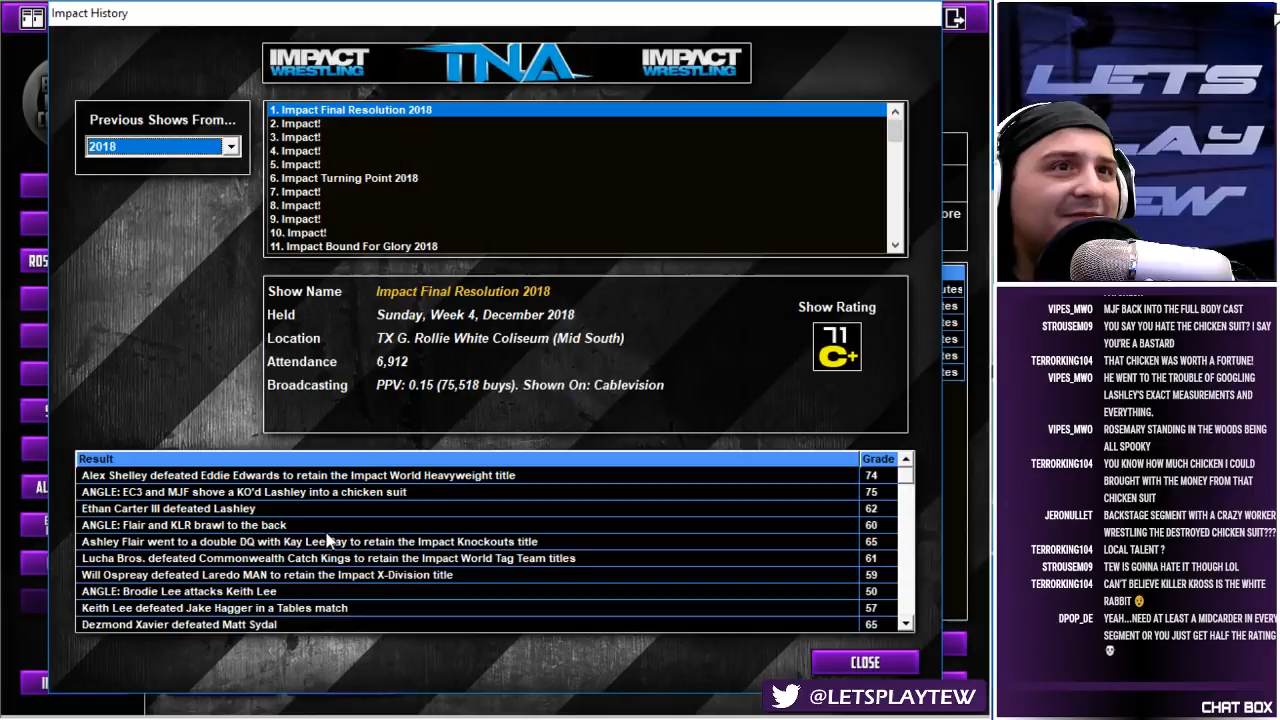 Impact History
IMPACT WRESTLING TNA IMPACT WRESTLING
Previous Shows From...
2018
1. Impact Final Resolution 2018
2. Impact!
3. Impact!
4. Impact!
5. Impact!
6. Impact Turning Point 2018
7. Impact!
8. Impact!
9. Impact!
10. Impact!
11. Impact Bound For Glory 2018
Show Name Impact Final Resolution 2018
Held Sunday, Week 4, December 2018
Location TX G. Rollie White Coliseum (Mid South)
Attendance 6,912
Broadcasting PPV: 0.15 (75,518 buys). Shown On: Cablevision
Show Rating
71
C+
Result Grade
Alex Shelley defeated Eddie Edwards to retain the Impact World Heavyweight title 74
ANGLE: EC3 and MJF shove a KO'd Lashley into a chicken suit 75
Ethan Carter III defeated Lashley 62
ANGLE: Flair and KLR brawl to the back 60
Ashley Flair went to a double DQ with Kay Lee Ray to retain the Impact Knockouts title 65
Lucha Bros. defeated Commonwealth Catch Kings to retain the Impact World Tag Team titles 61
Will Ospreay defeated Laredo MAN to retain the Impact X-Division title 59
ANGLE: Brodie Lee attacks Keith Lee 50
Keith Lee defeated Jake Hagger in a Tables match 57
Dezmond Xavier defeated Matt Sydal 65
CLOSE
@LETSPLAYTEW
ROS
AL
ore
utes
tes
tes
tes
tes
tes
LETS
PLAY
TEW
VIPES_MWO MJF BACK INTO THE FULL BODY CAST
STROUSEM09 YOU SAY YOU HATE THE CHICKEN SUIT? I SAY
YOU'RE A BASTARD
TERRORKING104 THAT CHICKEN WAS WORTH A FORTUNE!
VIPES_MWO HE WENT TO THE TROUBLE OF GOOGLING
LASHLEY'S EXACT MEASUREMENTS AND
EVERYTHING.
VIPES_MWO ROSEMARY STANDING IN THE WOODS BEING
ALL SPOOKY
TERRORKING104 YOU KNOW HOW MUCH CHICKEN I COULD
BROUGHT WITH THE MONEY FROM THAT
CHICKEN SUIT
JERONULLET BACKSTAGE SEGMENT WITH A CRAZY WORKER
WRESTLING THE DESTROYED CHICKEN SUIT?
TERRORKING104 LOCAL TALENT ?
STROUSEM09 TEW IS GONNA HATE IT THOUGH LOL
TERRORKING104 CAN'T BELIEVE KILLER KROSS IS THE WHITE
RABBIT
DPOP_DE YEAH...NEED AT LEAST A MIDCARDER IN EVERY
SEGMENT OR YOU JUST GET HALF THE RATING
CHAT BOX